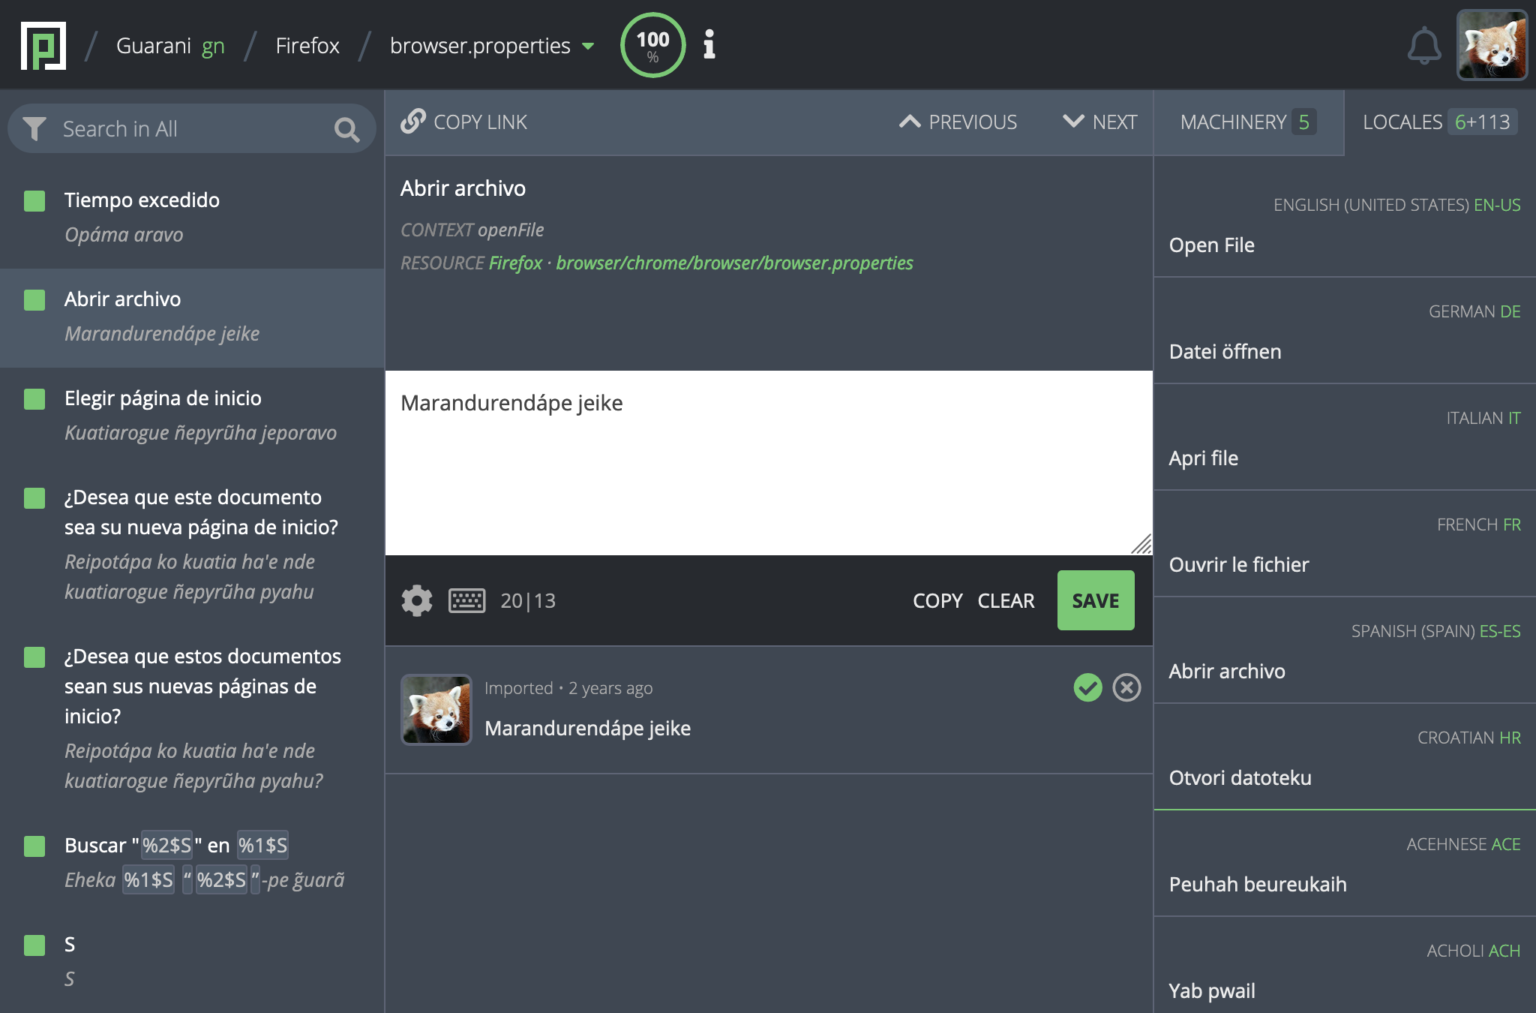 Guarani gn / Firefox / browser.properties
100
%
Search in All
Tiempo excedido
Opáma aravo
Abrir archivo
Marandurendápe jeike
Elegir página de inicio
Kuatiarogue ñepyrũha jeporavo
¿Desea que este documento
sea su nueva página de inicio?
Reipotápa ko kuatia ha'e nde
kuatiarogue ñepyrũha pyahu
¿Desea que estos documentos
sean sus nuevas páginas de
inicio?
Reipotápa ko kuatia ha'e nde
kuatiarogue ñepyrũha pyahu?
Buscar "%2$S" en %1$S
Eheka %1$S “%2$S”-pe g̃uarã
S
S
COPY LINK
PREVIOUS
NEXT
Abrir archivo
CONTEXT openFile
RESOURCE Firefox · browser/chrome/browser/browser.properties
Marandurendápe jeike
20|13
COPY CLEAR SAVE
Imported • 2 years ago
Marandurendápe jeike
MACHINERY 5
LOCALES 6+113
ENGLISH (UNITED STATES) EN-US
Open File
GERMAN DE
Datei öffnen
ITALIAN IT
Apri file
FRENCH FR
Ouvrir le fichier
SPANISH (SPAIN) ES-ES
Abrir archivo
CROATIAN HR
Otvori datoteku
ACEHNESE ACE
Peuhah beureukaih
ACHOLI ACH
Yab pwail